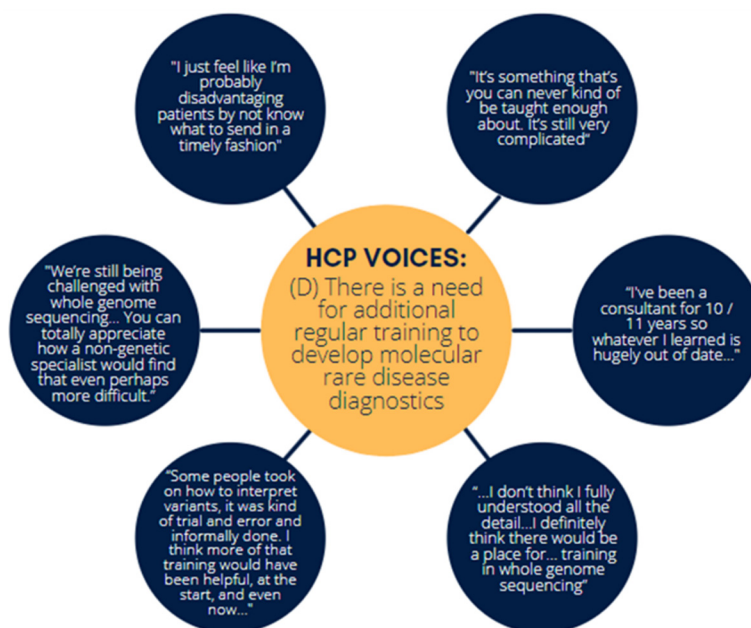 "I just feel like I'm
probably
disadvantaging
patients by not know
what to send in a
timely fashion"
"It's something that's
you can never kind of
be taught enough
about. It's still very
complicated"
HCP VOICES:
(D) There is a need
for additional
regular training to
develop molecular
rare disease
diagnostics
"We're still being
challenged with
whole genome
sequencing... You can
totally appreciate
how a non-genetic
specialist would find
that even perhaps
more difficult."
"I've been a
consultant for 10 /
11 years so
whatever I learned is
hugely out of date..."
"Some people took
on how to interpret
variants, it was kind
of trial and error and
informally done. I
think more of that
training would have
been helpful, at the
start, and even
now..."
"...I don't think I fully
understood all the
detail...I definitely
think there would be
a place for... training
in whole genome
sequencing"